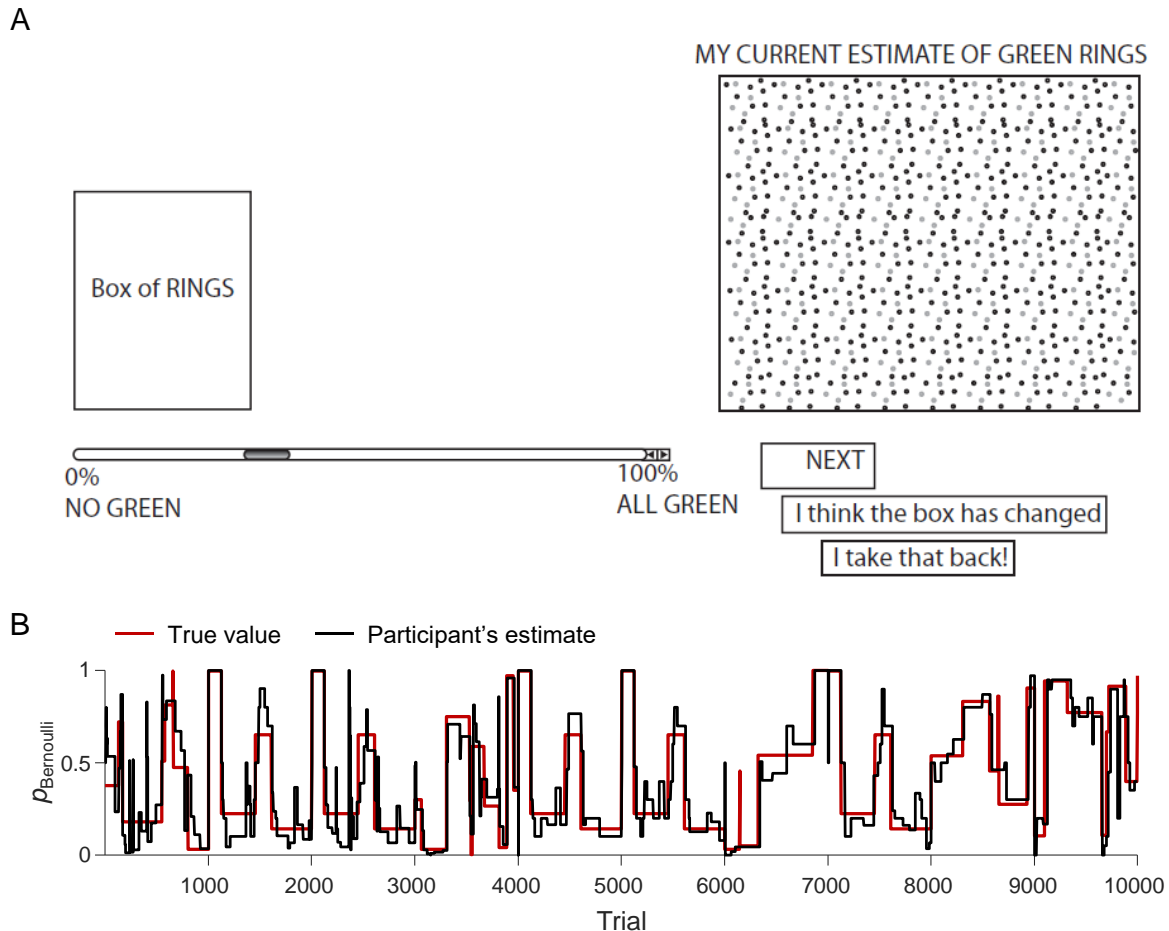 A
MY CURRENT ESTIMATE OF GREEN RINGS
Box of RINGS
0%
NO GREEN
100%
ALL GREEN
NEXT
I think the box has changed
I take that back!
B
True value
Participant's estimate
1
0.5
0
pBernoulli
1000 2000 3000 4000 5000 6000 7000 8000 9000 10000
Trial